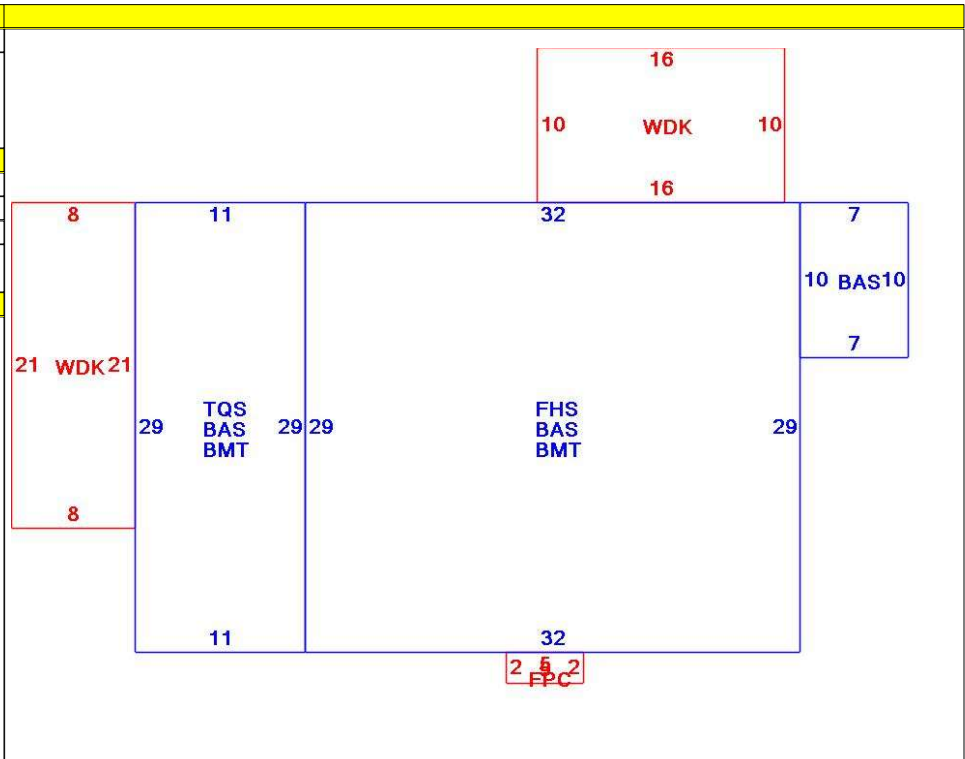 16
10 WDK 10
16
8 11 32 7
10 BAS 10
7
21 WDK 21
TQS FHS
29 BAS 29 29 BAS 29
BMT BMT
8
11 32
2 5 2
FPC